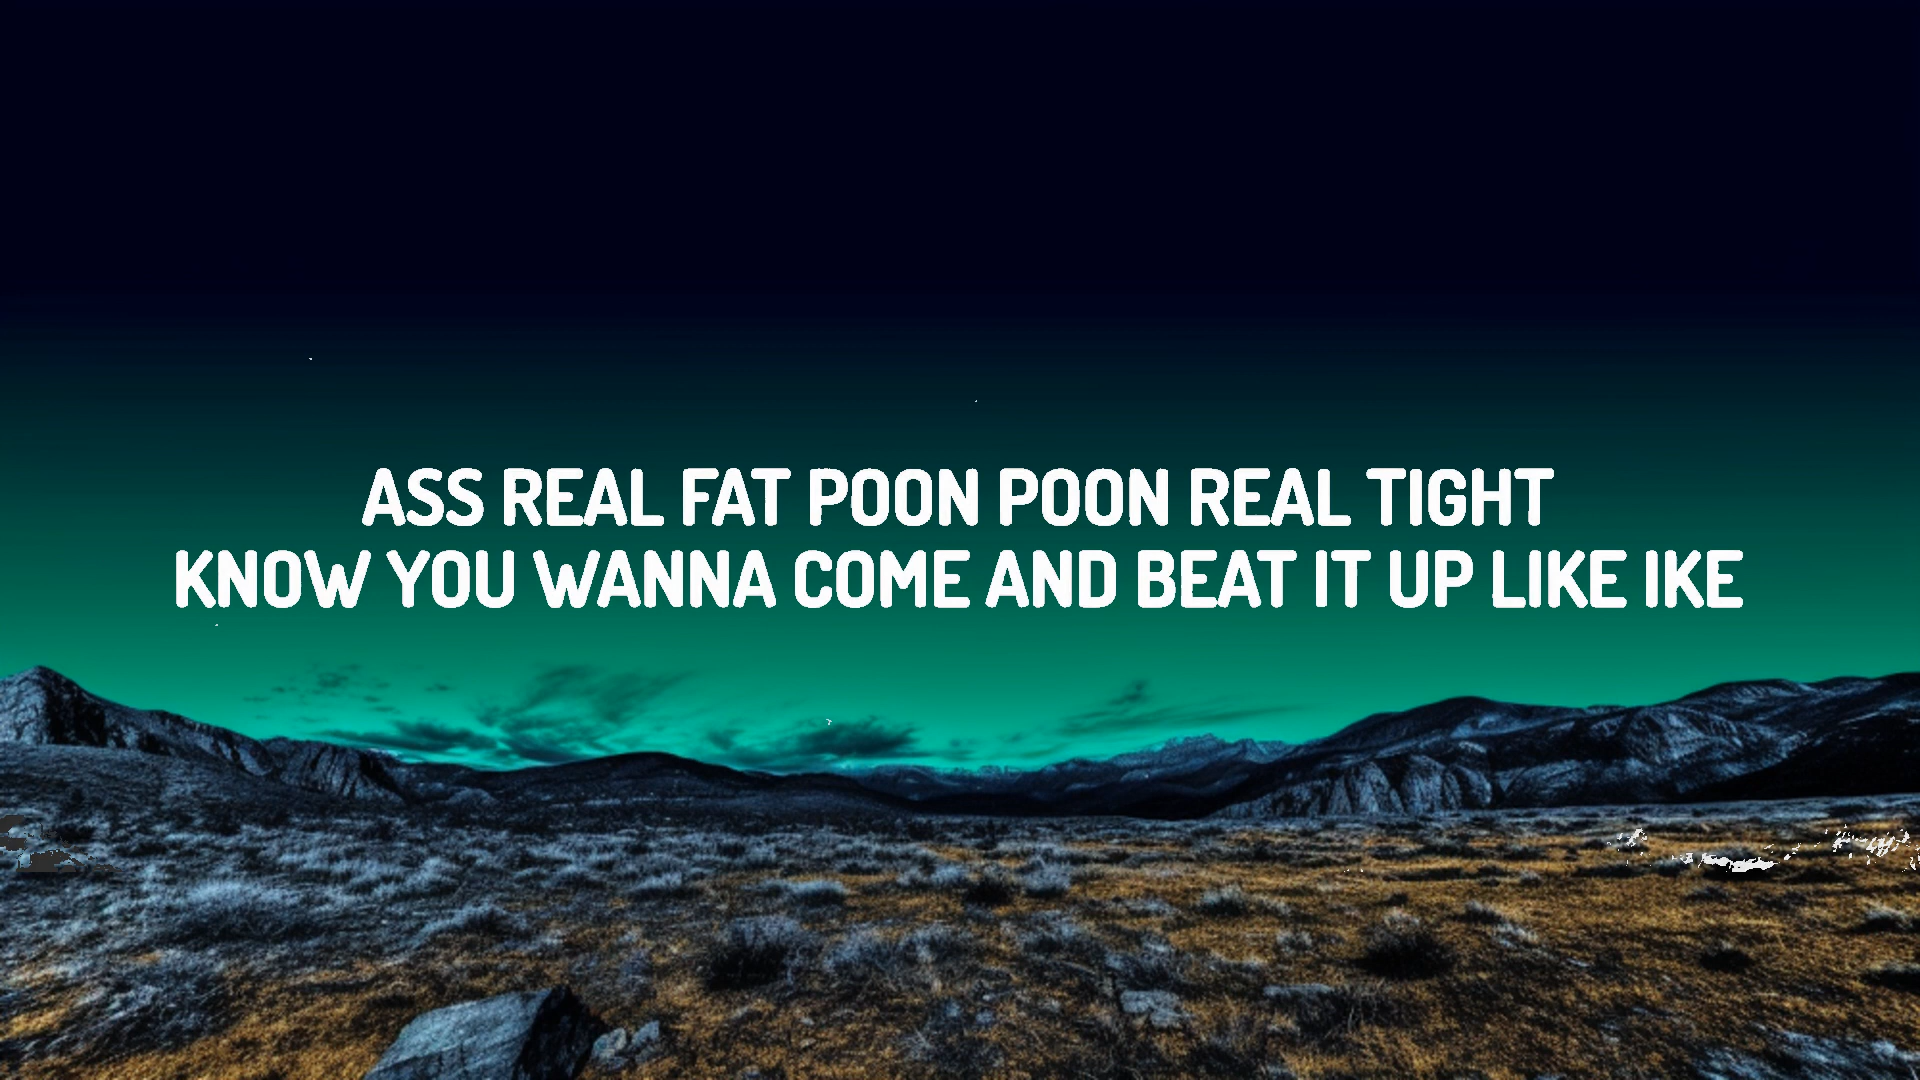 ASS REAL FAT POON POON REAL TIGHT
KNOW YOU WANNA COME AND BEAT IT UP LIKE IKE